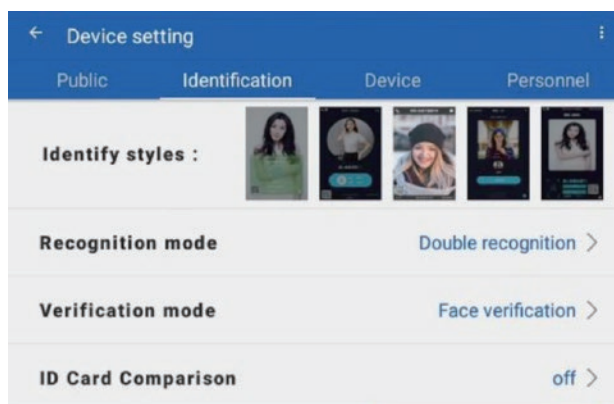 Device setting
Public Identification Device Personnel
Identify styles :
Recognition mode Double recognition
Verification mode Face verification
ID Card Comparison off